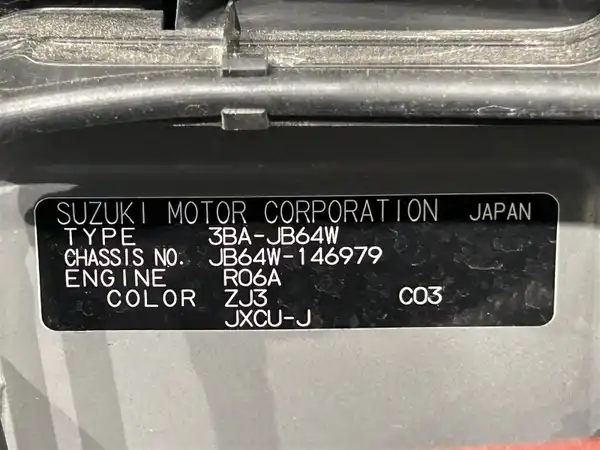 SUZUKI MOTOR CORPORATION JAPAN
TYPE 3BA-JB64W
CHASSIS NO. JB64W-146979
ENGINE R06A
COLOR ZJ3 C03
JXCU-J